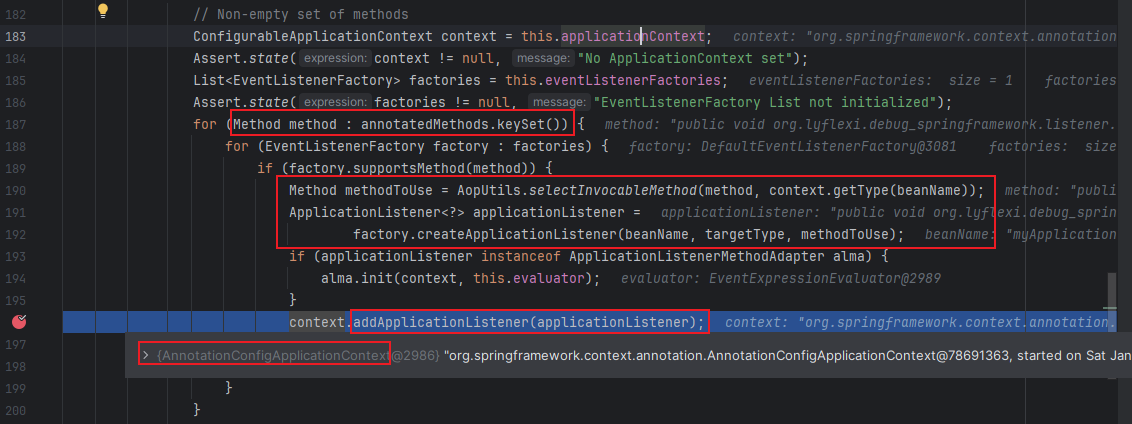 182 // Non-empty set of methods
183 ConfigurableApplicationContext context = this.applicationContext; context: "org.springframework.context.annotation
184 Assert.state( expression: context != null, message: "No ApplicationContext set");
185 List<EventListenerFactory> factories = this.eventListenerFactories; eventListenerFactories: size = 1 factories
186 Assert.state( expression: factories != null, message: "EventListenerFactory List not initialized");
187 for (Method method : annotatedMethods.keySet()) { method: "public void org.lyflexi.debug_springframework.listener.
188 for (EventListenerFactory factory : factories) { factory: DefaultEventListenerFactory@3081 factories: size
189 if (factory.supportsMethod(method)) {
190 Method methodToUse = AopUtils.selectInvocableMethod(method, context.getType(beanName)); method: "publi
191 ApplicationListener<?> applicationListener = applicationListener: "public void org.lyflexi.debug_sprin
192 factory.createApplicationListener(beanName, targetType, methodToUse); beanName: "myApplication
193 if (applicationListener instanceof ApplicationListenerMethodAdapter alma) {
194 alma.init(context, this.evaluator); evaluator: EventExpressionEvaluator@2989
195 }
context.addApplicationListener(applicationListener); context: "org.springframework.context.annotation.
197 > {AnnotationConfigApplicationContext@2986} "org.springframework.context.annotation.AnnotationConfigApplicationContext@78691363, started on Sat Jan
198
199 }
200 }